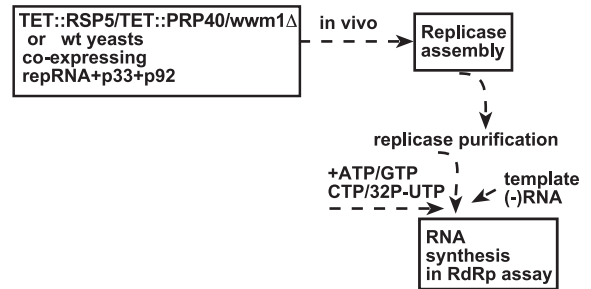 TET::RSP5/TET::PRP40/wwm1Δ
or wt yeasts
co-expressing
repRNA+p33+p92
in vivo
Replicase
assembly
replicase purification
+ATP/GTP
CTP/32P-UTP
template
(-)RNA
RNA
synthesis
in RdRp assay